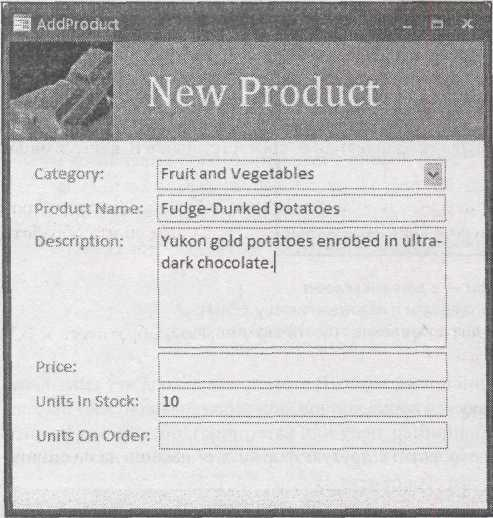 AddProduct
New Product
Category: Fruit and Vegetables
Product Name: Fudge-Dunked Potatoes
Description: Yukon gold potatoes enrobed in ultra-
dark chocolate.
Price:
Units In Stock: 10
Units On Order: